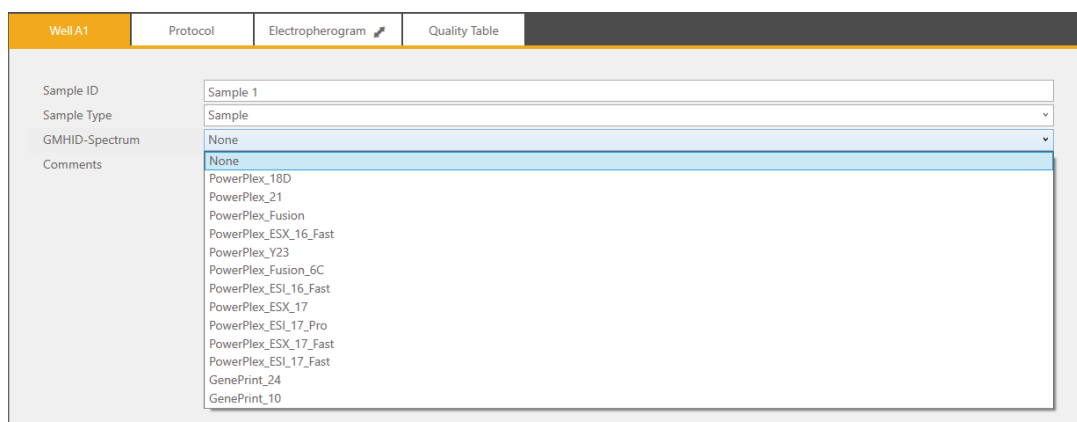 Well A1 Protocol Electropherogram Quality Table
Sample ID Sample 1
Sample Type Sample
GMHID-Spectrum None
Comments None
PowerPlex_18D
PowerPlex_21
PowerPlex_Fusion
PowerPlex_ESX_16_Fast
PowerPlex_Y23
PowerPlex_Fusion_6C
PowerPlex_ESI_16_Fast
PowerPlex_ESX_17
PowerPlex_ESI_17_Pro
PowerPlex_ESX_17_Fast
PowerPlex_ESI_17_Fast
GenePrint_24
GenePrint_10